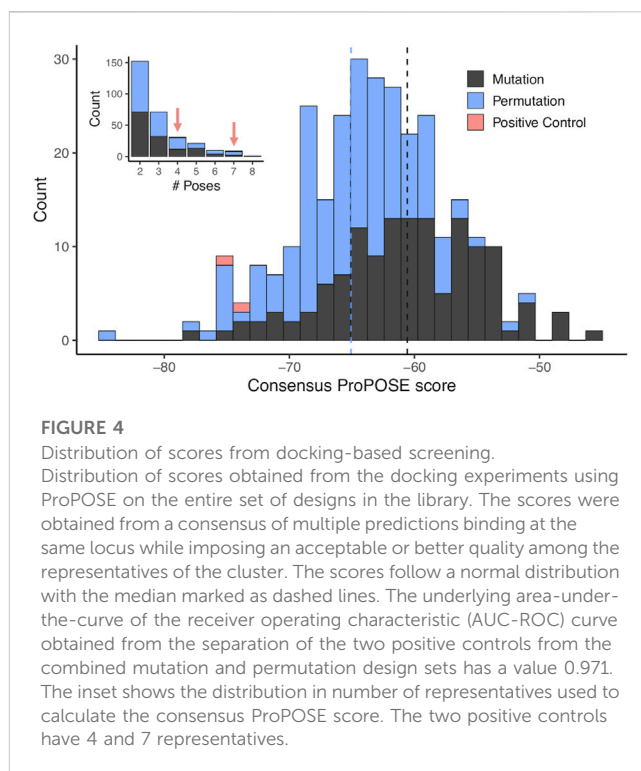 30
20
10
0
Count
150
100
50
0
Count
2 3 4 5 6 7 8
# Poses
Mutation
Permutation
Positive Control
−80 −70 −60 −50
Consensus ProPOSE score
FIGURE 4
Distribution of scores from docking-based screening.
Distribution of scores obtained from the docking experiments using
ProPOSE on the entire set of designs in the library. The scores were
obtained from a consensus of multiple predictions binding at the
same locus while imposing an acceptable or better quality among the
representatives of the cluster. The scores follow a normal distribution
with the median marked as dashed lines. The underlying area-under-
the-curve of the receiver operating characteristic (AUC-ROC) curve
obtained from the separation of the two positive controls from the
combined mutation and permutation design sets has a value 0.971.
The inset shows the distribution in number of representatives used to
calculate the consensus ProPOSE score. The two positive controls
have 4 and 7 representatives.